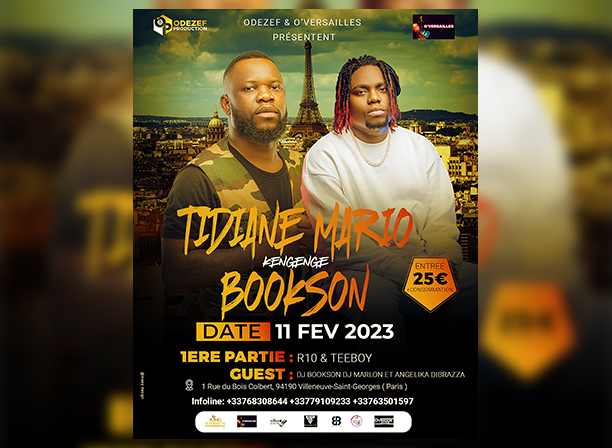 ODEZEF
PRODUCTION
ODEZEF & O'VERSAILLES
PRÉSENTENT
O'VERSAILLES
TIDIANE MARIO
KENGENGE
BOOKSON
ENTREE
25€
+CONSOMMATION
DATE 11 FEV 2023
1ERE PARTIE : R10 & TEEBOY
GUEST : DJ BOOKSON DJ MARLON ET ANGELIKA DIBRAZZA
1 Rue du Bois Colbert, 94190 Villeneuve-Saint-Georges ( Paris )
Infoline: +33768308644 +33779109233 +33763501597